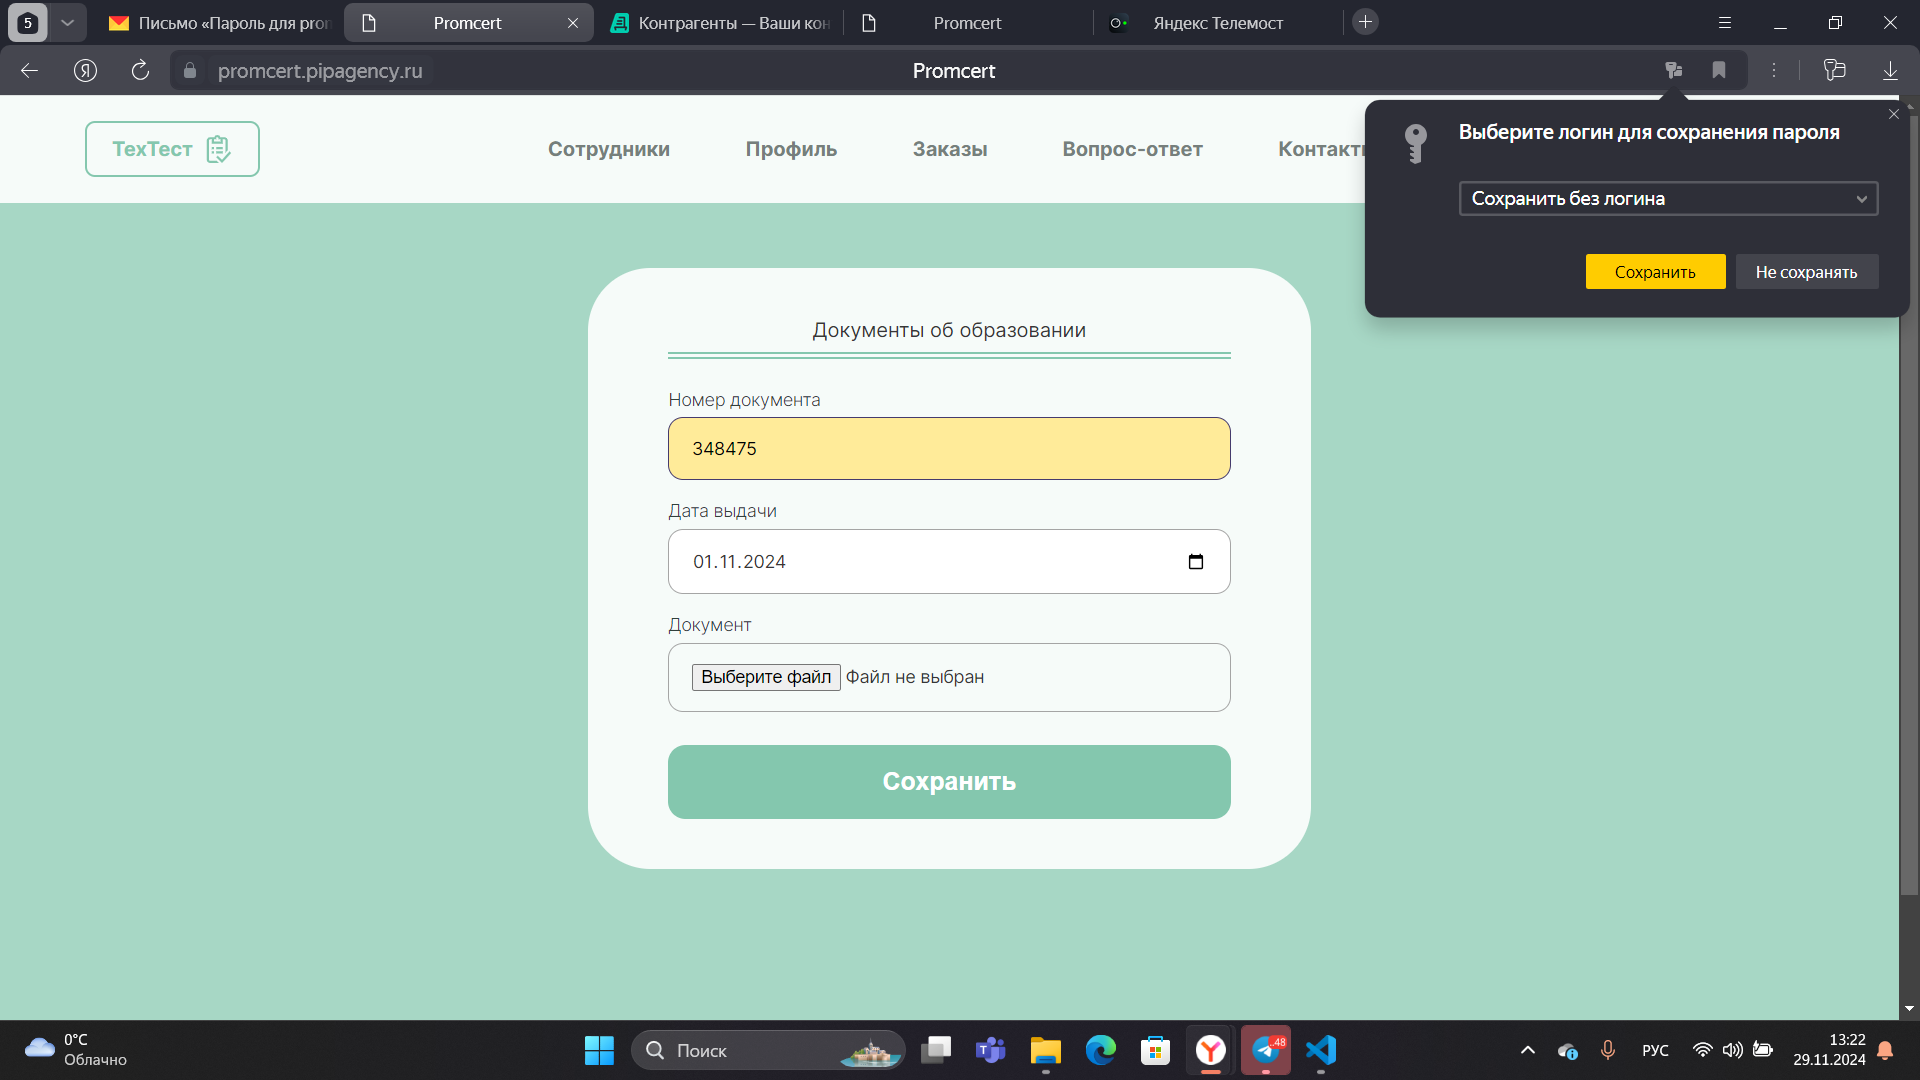 5
Письмо «Пароль для pro
Promcert
Контрагенты — Ваши кон
Promcert
Яндекс Телемост
promcert.pipagency.ru
Promcert
ТехТест
Сотрудники
Профиль
Заказы
Вопрос-ответ
Контакт
Выберите логин для сохранения пароля
Сохранить без логина
Сохранить
Не сохранять
Документы об образовании
Номер документа
348475
Дата выдачи
01.11.2024
Документ
Выберите файл Файл не выбран
Сохранить
0°C
Облачно
Поиск
..48
РУС
13:22
29.11.2024